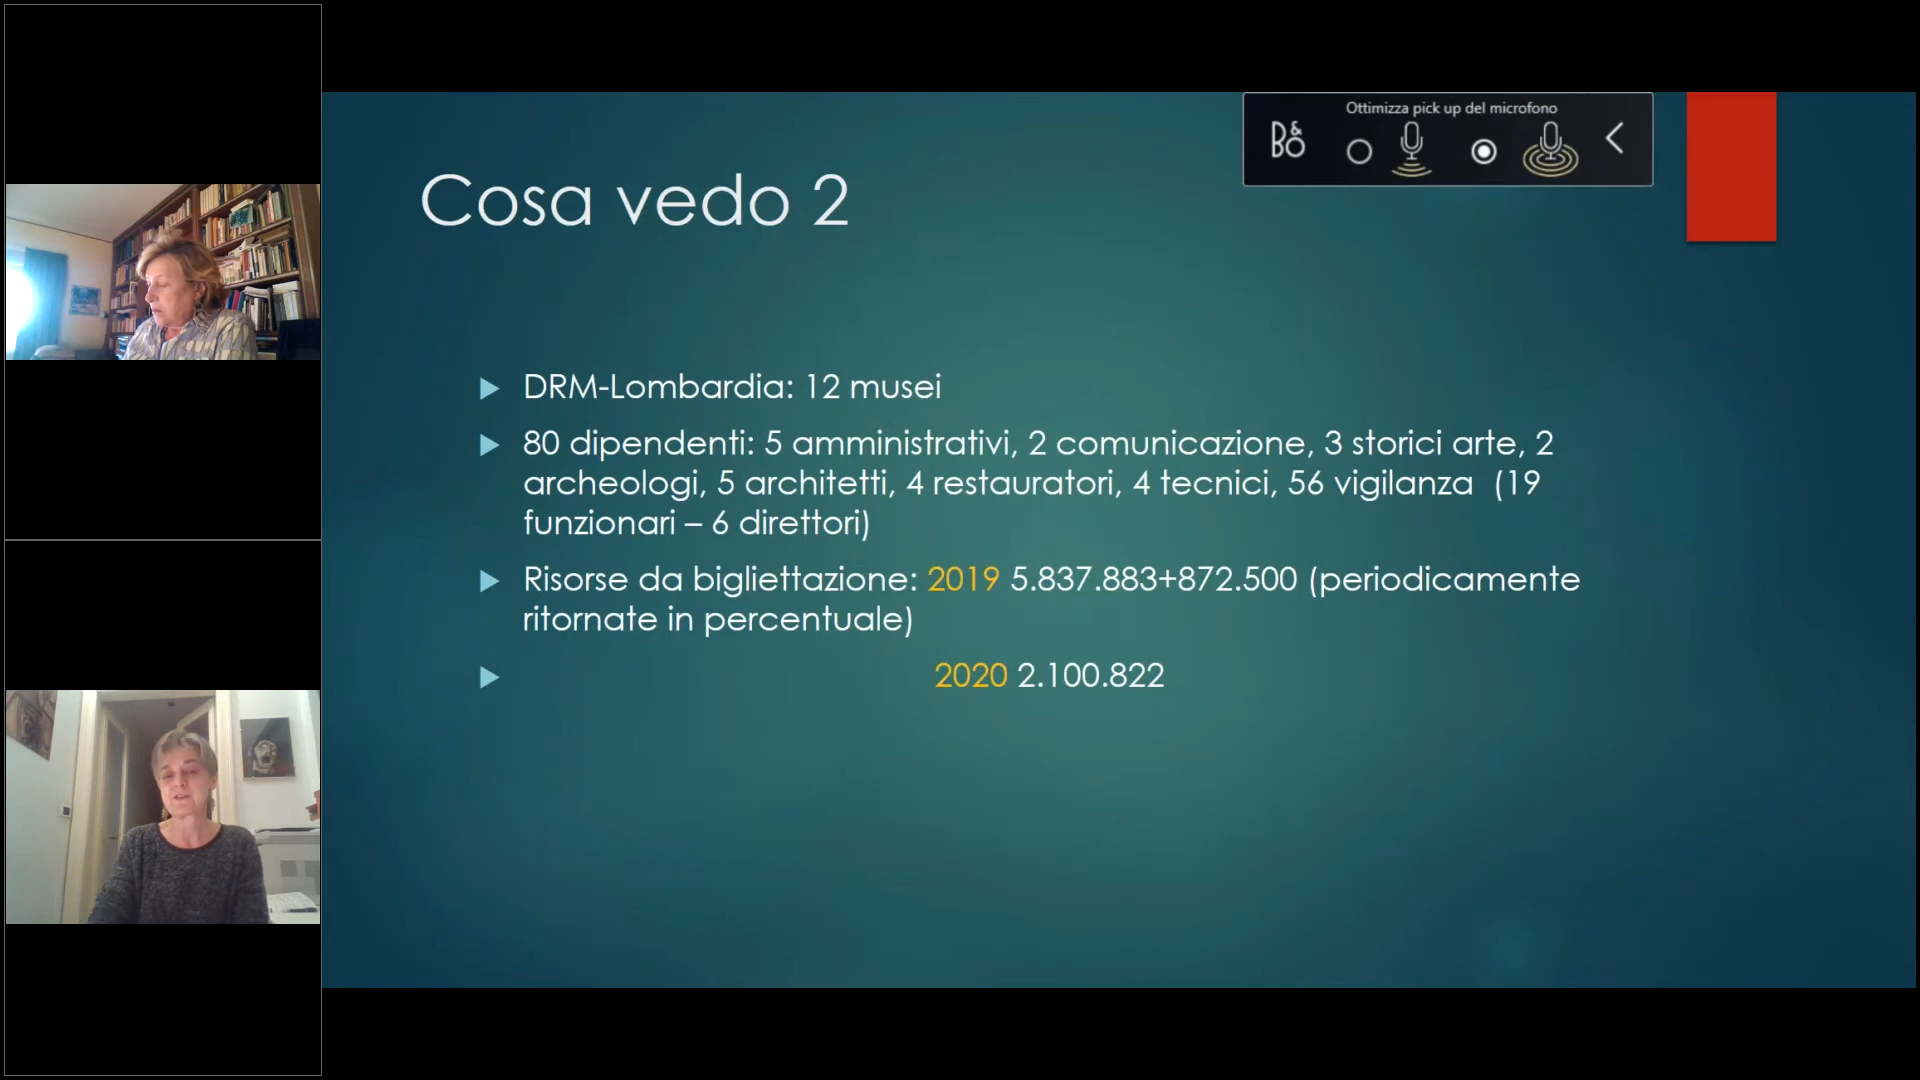 Ottimizza pick up del microfono
B&O
Cosa vedo 2
DRM-Lombardia: 12 musei
80 dipendenti: 5 amministrativi, 2 comunicazione, 3 storici arte, 2
archeologi, 5 architetti, 4 restauratori, 4 tecnici, 56 vigilanza (19
funzionari – 6 direttori)
Risorse da bigliettazione: 2019 5.837.883+872.500 (periodicamente
ritornate in percentuale)
2020 2.100.822